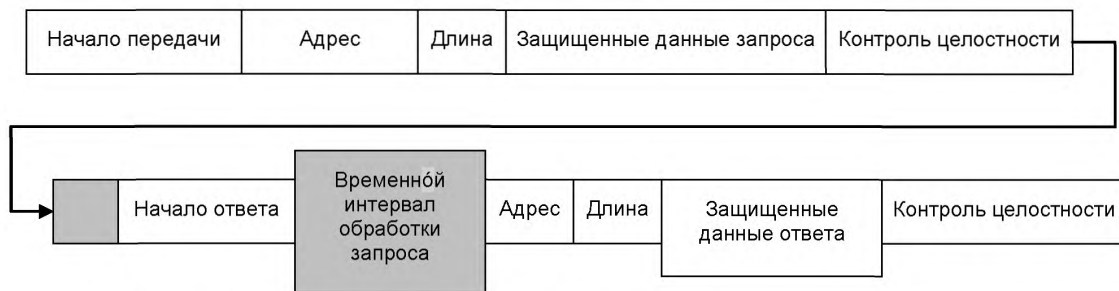 Начало передачи
Адрес
Длина
Защищенные данные запроса
Контроль целостности
Начало ответа
Временно́й
интервал
обработки
запроса
Адрес
Длина
Защищенные
данные ответа
Контроль целостности